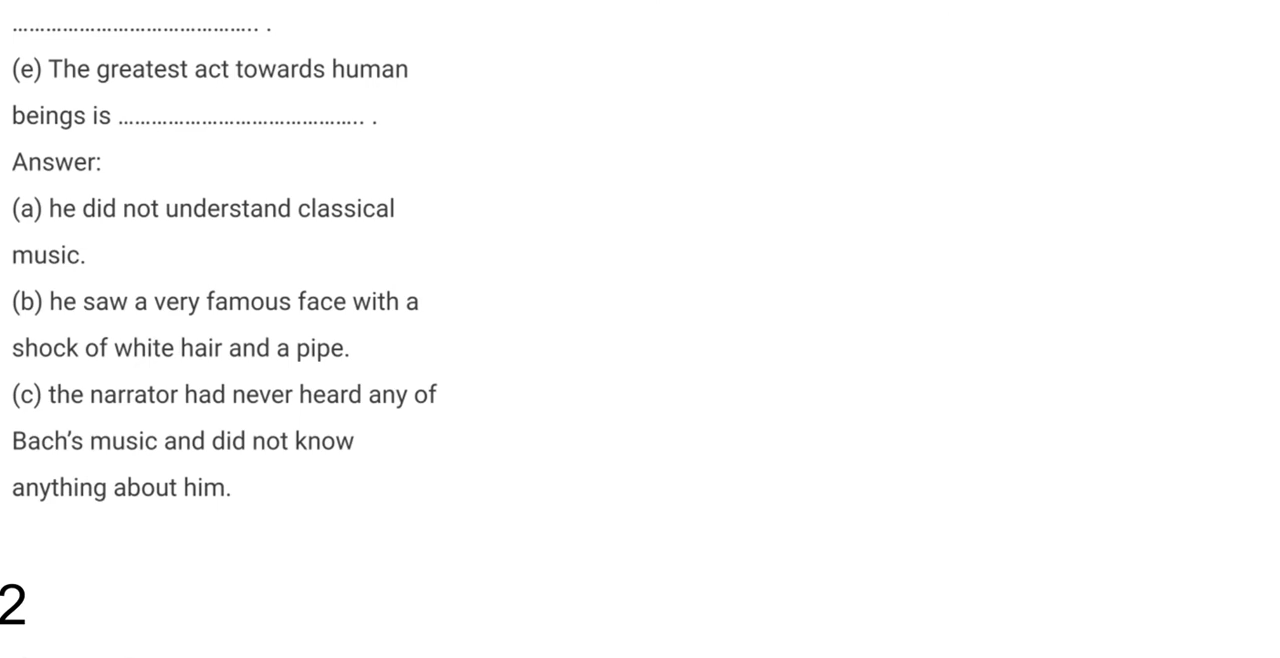 ………………………………………….. .
(e) The greatest act towards human
beings is ………………………………………….. .
Answer:
(a) he did not understand classical
music.
(b) he saw a very famous face with a
shock of white hair and a pipe.
(c) the narrator had never heard any of
Bach’s music and did not know
anything about him.
2